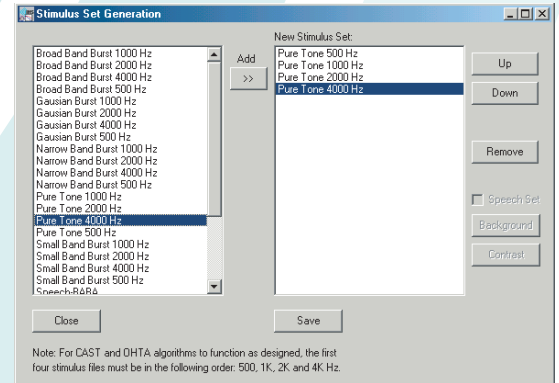 Stimulus Set Generation
New Stimulus Set:
Broad Band Burst 1000 Hz
Broad Band Burst 2000 Hz
Broad Band Burst 4000 Hz
Broad Band Burst 500 Hz
Gausian Burst 1000 Hz
Gausian Burst 2000 Hz
Gausian Burst 4000 Hz
Gausian Burst 500 Hz
Narrow Band Burst 1000 Hz
Narrow Band Burst 2000 Hz
Narrow Band Burst 4000 Hz
Narrow Band Burst 500 Hz
Pure Tone 1000 Hz
Pure Tone 2000 Hz
Pure Tone 4000 Hz
Pure Tone 500 Hz
Small Band Burst 1000 Hz
Small Band Burst 2000 Hz
Small Band Burst 4000 Hz
Small Band Burst 500 Hz
Speech-BABA
Add
>>
Pure Tone 500 Hz
Pure Tone 1000 Hz
Pure Tone 2000 Hz
Pure Tone 4000 Hz
Up
Down
Remove
Speech Set
Background
Contrast
Close
Save
Note: For CAST and OHTA algorithms to function as designed, the first
four stimulus files must be in the following order: 500, 1K, 2K and 4K Hz.